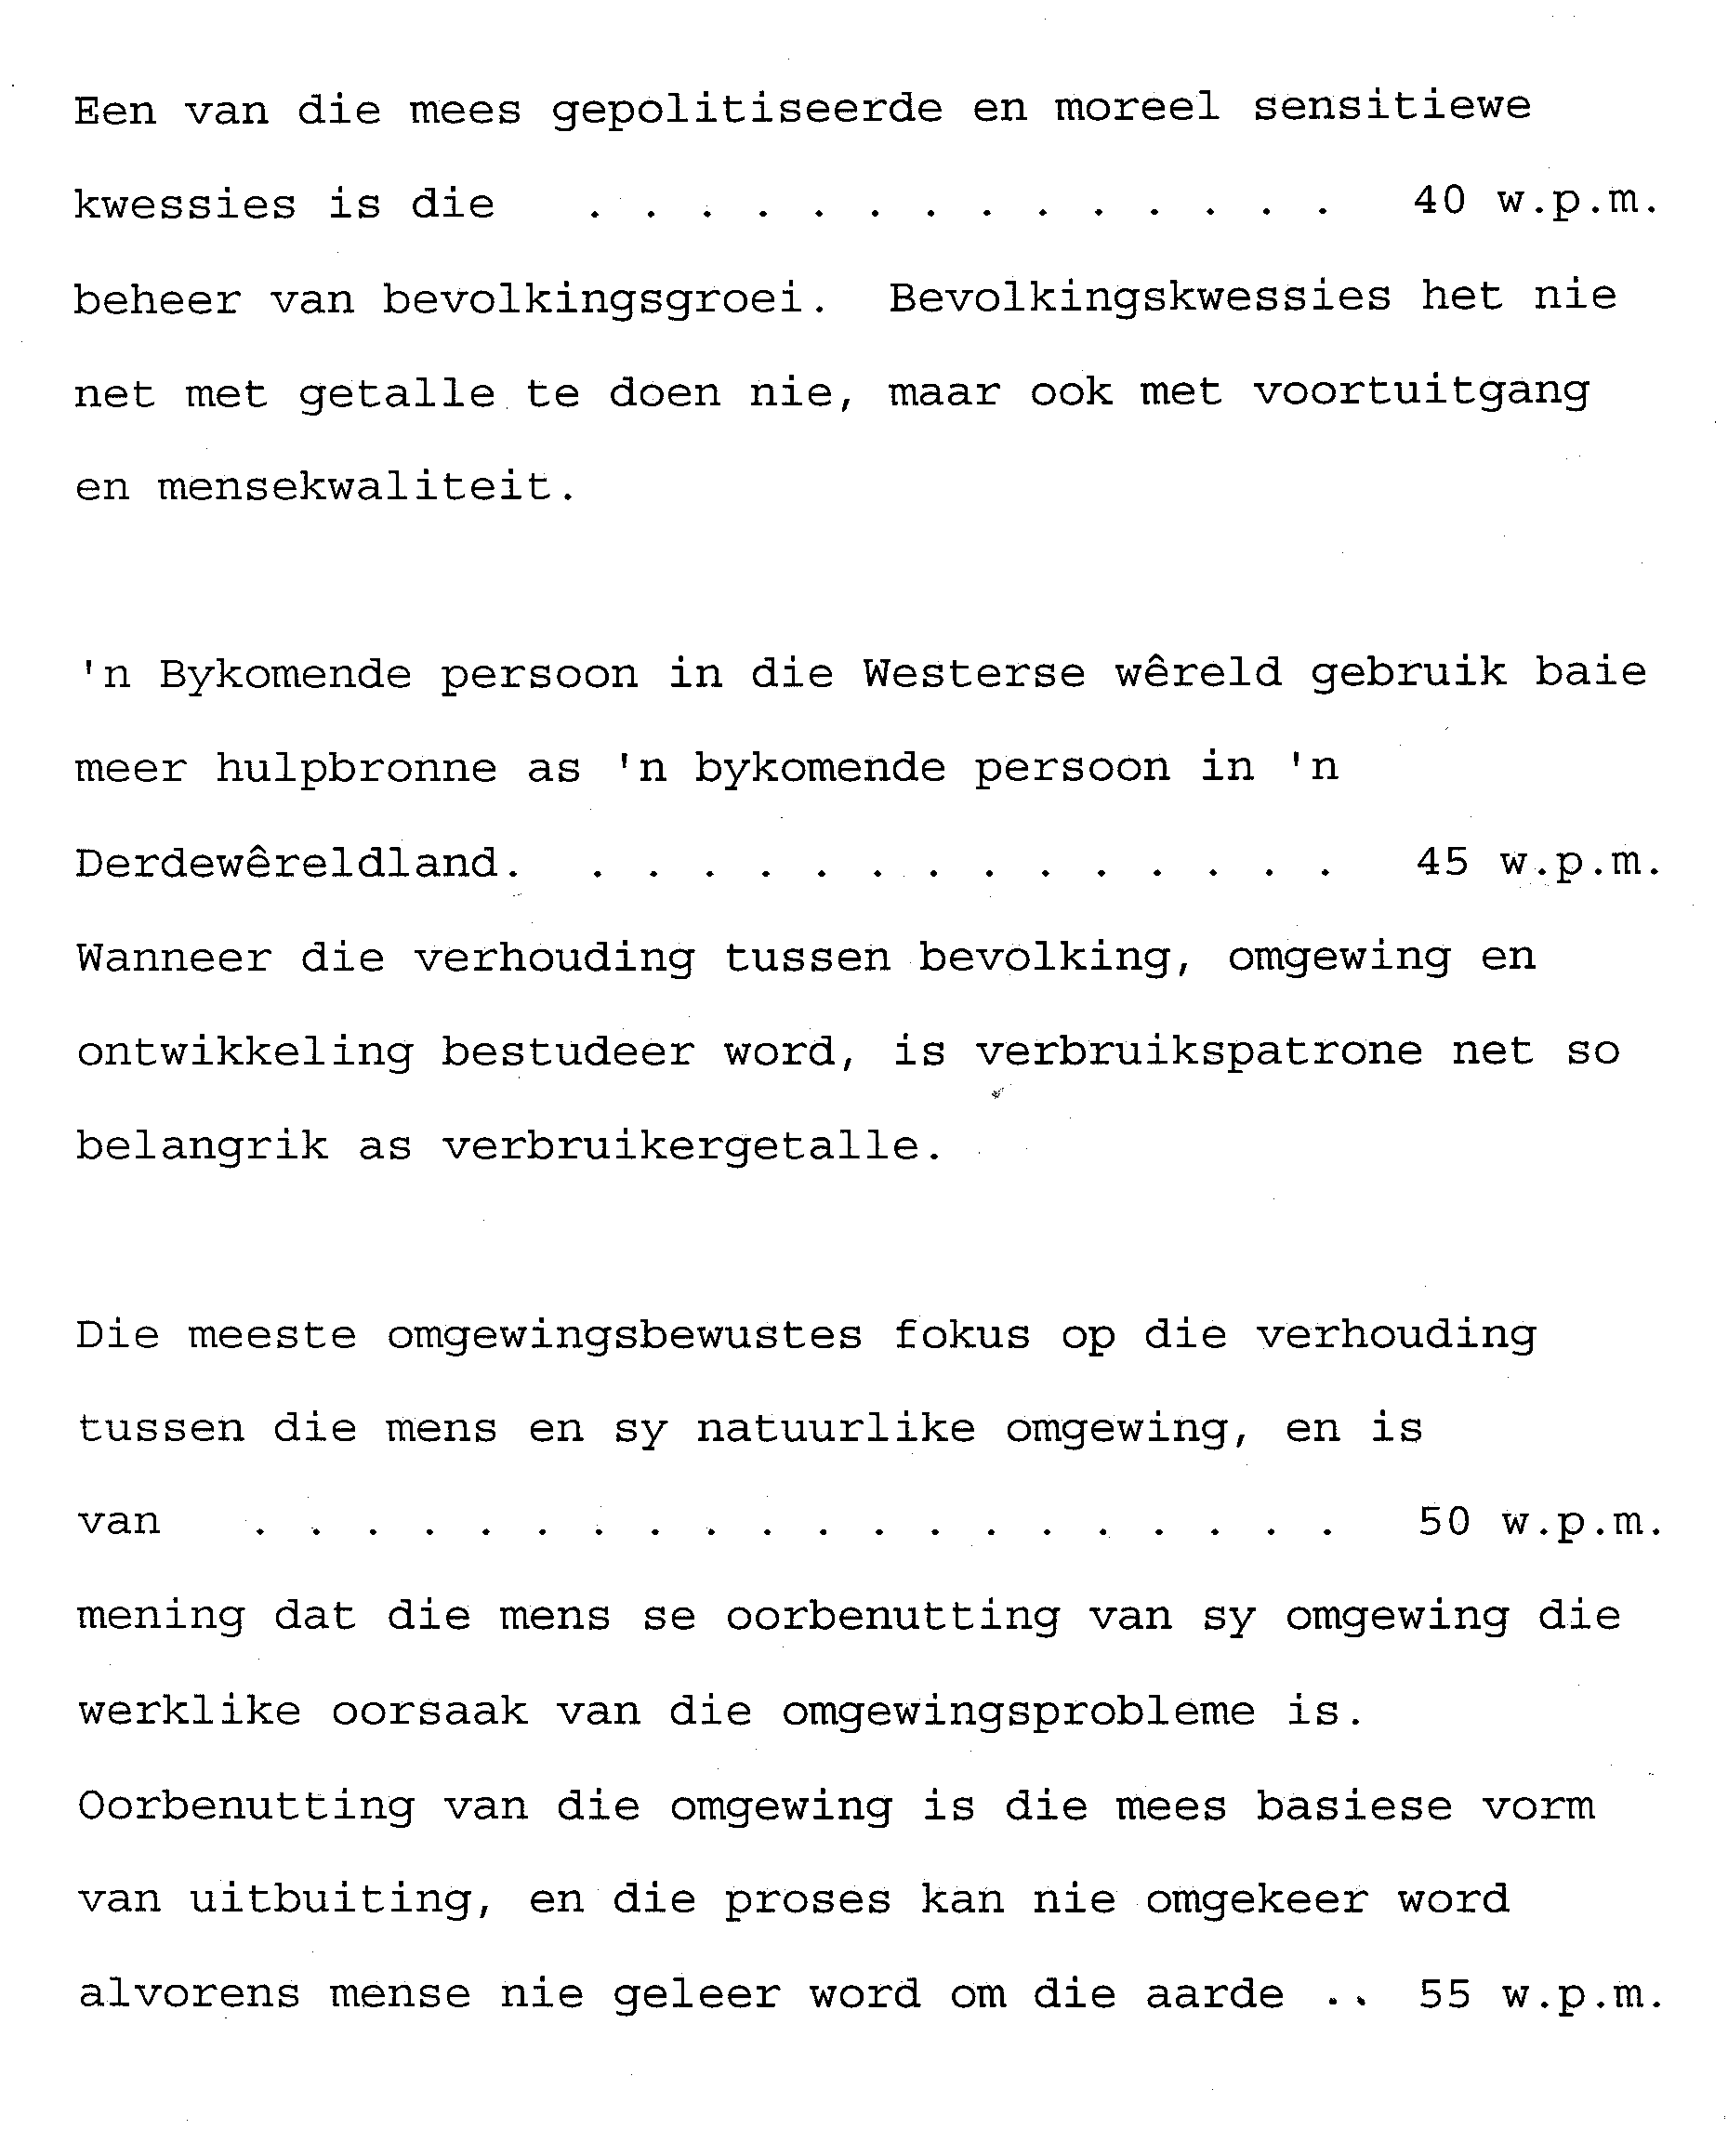 Een van die mees gepolitiseerde en moreel sensitiewe
kwessies is die . . . . . . . . . . . . . . 40 w.p.m.
beheer van bevolkingsgroei. Bevolkingskwessies het nie
net met getalle te doen nie, maar ook met voortuitgang
en mensekwaliteit.
'n Bykomende persoon in die Westerse wêreld gebruik baie
meer hulpbronne as 'n bykomende persoon in 'n
Derdewêreldland. . . . . . . . . . . . . . . 45 w.p.m.
Wanneer die verhouding tussen bevolking, omgewing en
ontwikkeling bestudeer word, is verbruikspatrone net so
belangrik as verbruikergetalle.
Die meeste omgewingsbewustes fokus op die verhouding
tussen die mens en sy natuurlike omgewing, en is
van . . . . . . . . . . . . . . . . . . . . 50 w.p.m.
mening dat die mens se oorbenutting van sy omgewing die
werklike oorsaak van die omgewingsprobleme is.
Oorbenutting van die omgewing is die mees basiese vorm
van uitbuiting, en die proses kan nie omgekeer word
alvorens mense nie geleer word om die aarde .. 55 w.p.m.